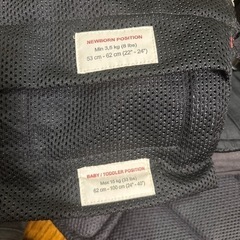 NEWBORN POSITION
Min 3,6 kg (8 lbs)
53 cm - 62 cm (22" - 24")
BABY / TODDLER POSITION
Max 15 kg (33 lbs)
62 cm - 100 cm (24" - 40")